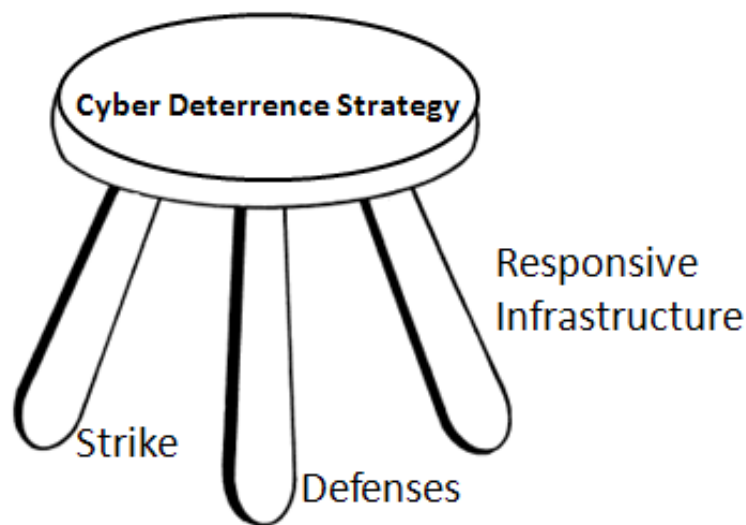 Cyber Deterrence Strategy
Responsive
Infrastructure
Strike
Defenses